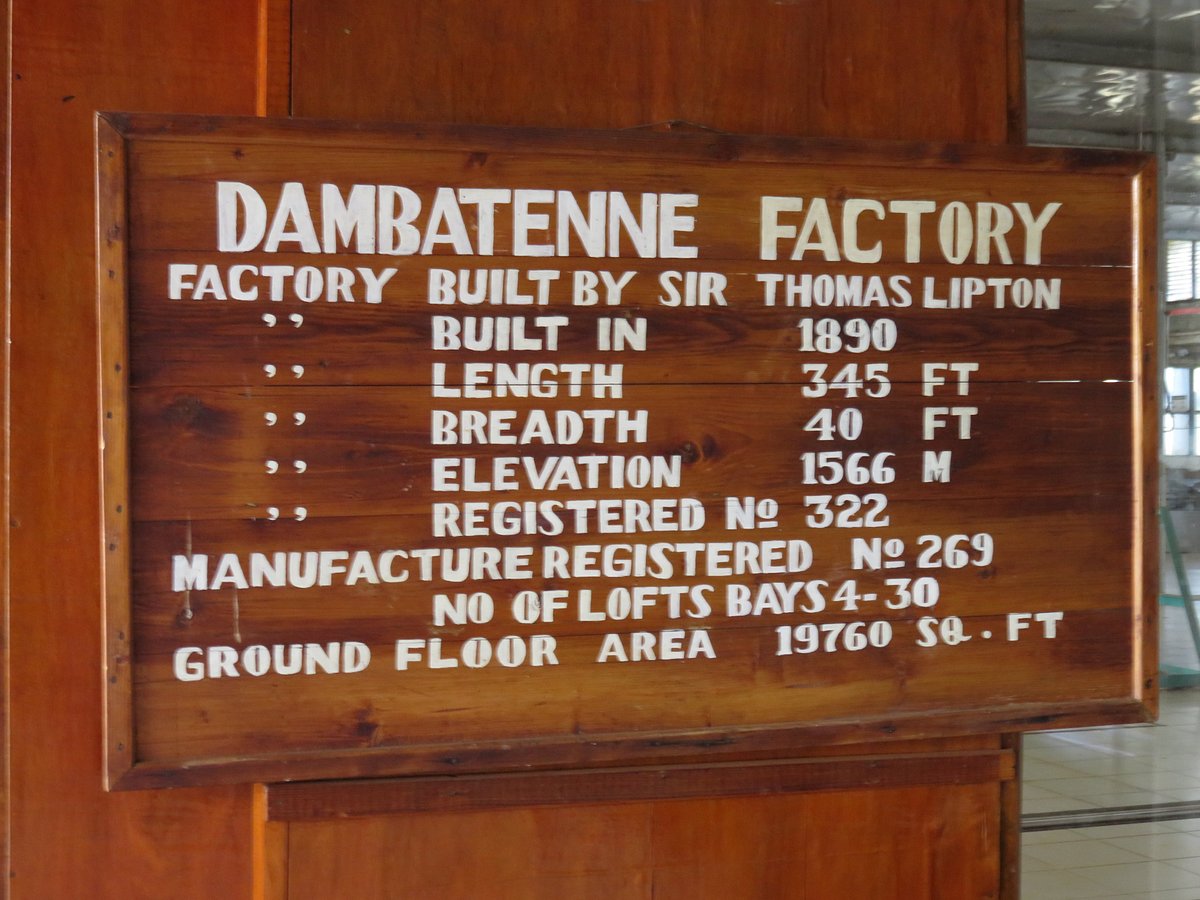 DAMBATENNE FACTORY
FACTORY BUILT BY SIR THOMAS LIPTON
,, BUILT IN 1890
,, LENGTH 345 FT
,, BREADTH 40 FT
,, ELEVATION 1566 M
,, REGISTERED Nº 322
MANUFACTURE REGISTERED Nº 269
NO OF LOFTS BAYS 4-30
GROUND FLOOR AREA 19760 SQ. FT